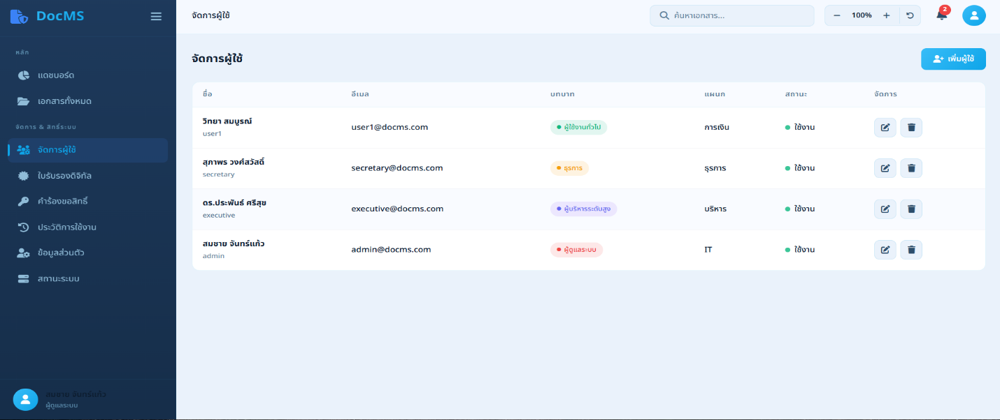 DocMS
หลัก
แดชบอร์ด
เอกสารทั้งหมด
จัดการ & สิทธิ์ระบบ
จัดการผู้ใช้
ใบรับรองดิจิทัล
คำร้องขอสิทธิ์
ประวัติการใช้งาน
ข้อมูลส่วนตัว
สถานะระบบ
สมชาย จันทร์แก้ว
ผู้ดูแลระบบ
จัดการผู้ใช้
ค้นหาเอกสาร...
100%
2
จัดการผู้ใช้
เพิ่มผู้ใช้
ชื่อ อีเมล บทบาท แผนก สถานะ จัดการ
วิทยา สมบูรณ์
user1
user1@docms.com ผู้ใช้งานทั่วไป การเงิน ใช้งาน
สุภาพร วงศ์สวัสดิ์
secretary
secretary@docms.com ธุรการ ธุรการ ใช้งาน
ดร.ประพันธ์ ศรีสุข
executive
executive@docms.com ผู้บริหารระดับสูง บริหาร ใช้งาน
สมชาย จันทร์แก้ว
admin
admin@docms.com ผู้ดูแลระบบ IT ใช้งาน